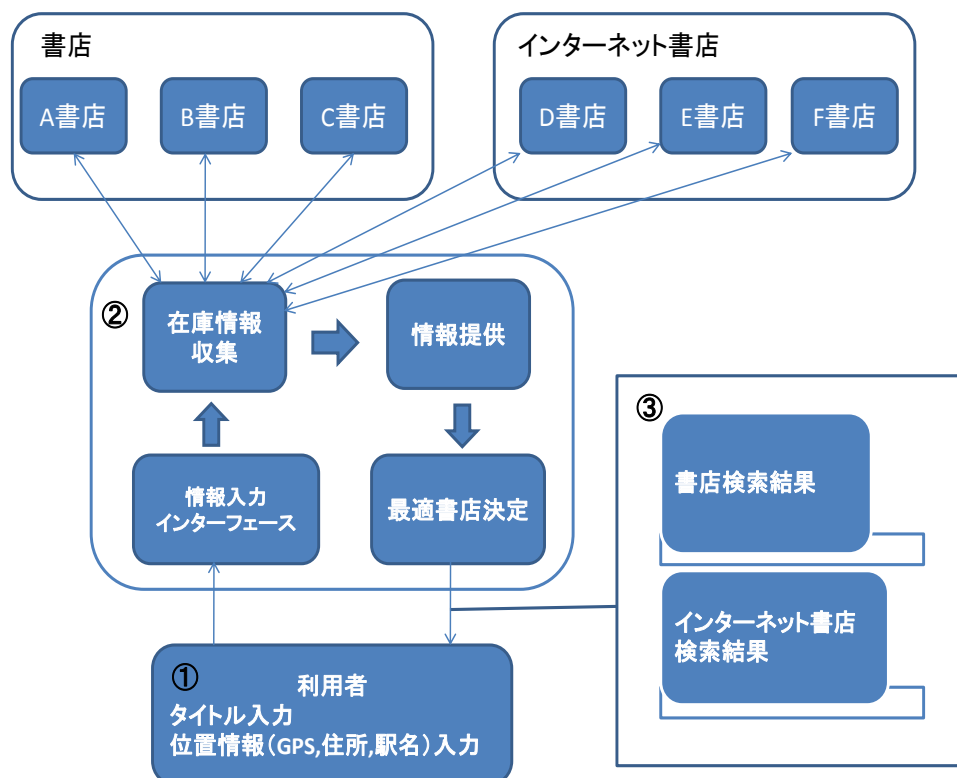 書店
A書店
B書店
C書店
インターネット書店
D書店
E書店
F書店
②
在庫情報
収集
情報提供
情報入力
インターフェース
最適書店決定
③
書店検索結果
インターネット書店
検索結果
①
利用者
タイトル入力
位置情報(GPS,住所,駅名)入力